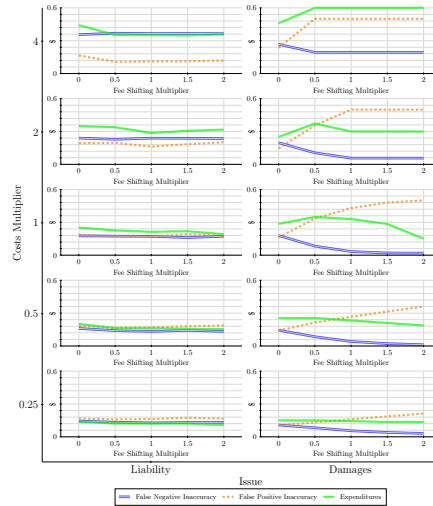 0.6 0.6
$ $
4
0 0.5 1 1.5 2 0 0.5 1 1.5 2
Fee Shifting Multiplier Fee Shifting Multiplier
0.6 0.6
$ $
2
0 0.5 1 1.5 2 0 0.5 1 1.5 2
Fee Shifting Multiplier Fee Shifting Multiplier
Costs Multiplier
0.6 0.6
$ $
1
0 0.5 1 1.5 2 0 0.5 1 1.5 2
Fee Shifting Multiplier Fee Shifting Multiplier
0.6 0.6
$ $
0.5
0 0.5 1 1.5 2 0 0.5 1 1.5 2
Fee Shifting Multiplier Fee Shifting Multiplier
0.6 0.6
$ $
0.25
0 0.5 1 1.5 2 0 0.5 1 1.5 2
Fee Shifting Multiplier Fee Shifting Multiplier
Liability Damages
Issue
False Negative Inaccuracy False Positive Inaccuracy Expenditures